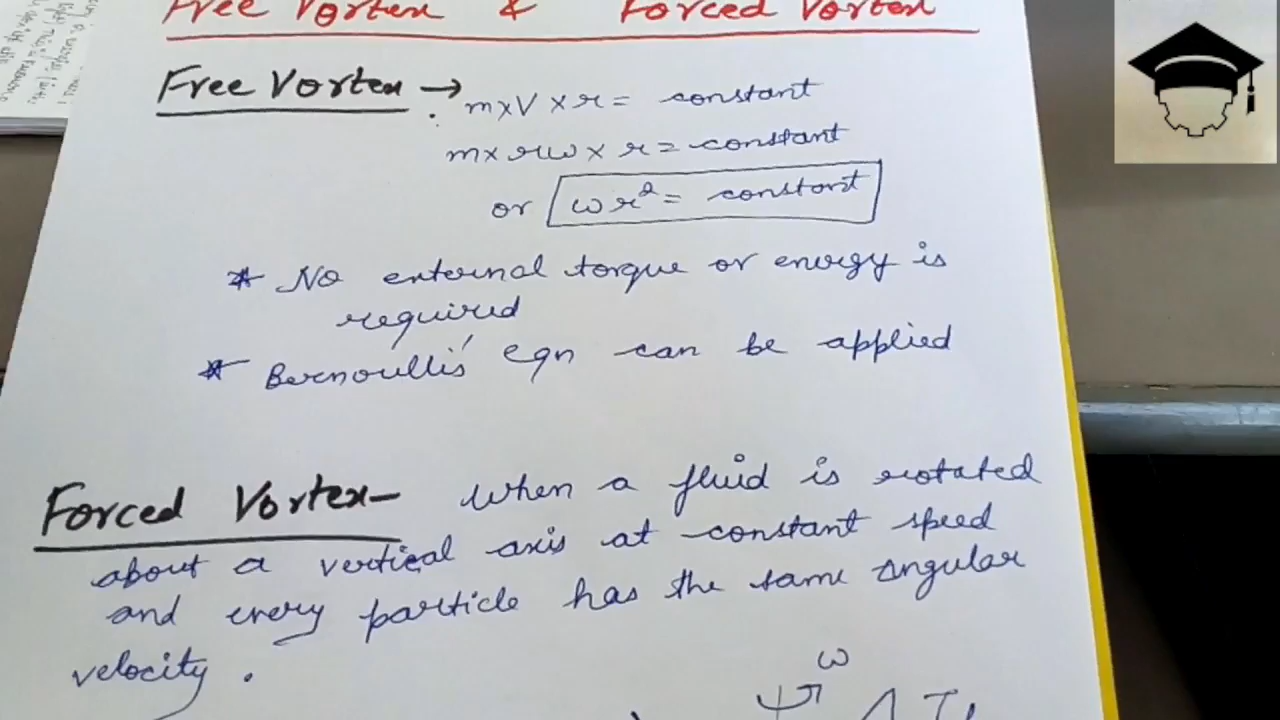 Free Vortex & Forced Vortex
Free Vortex → m×V×r = constant
m×rω×r = constant
or ωr² = constant
* No external torque or energy is
required
* Bernoulli's eqn can be applied
Forced Vortex- When a fluid is rotated
about a vertical axis at constant speed
and every particle has the same angular
velocity.
ω